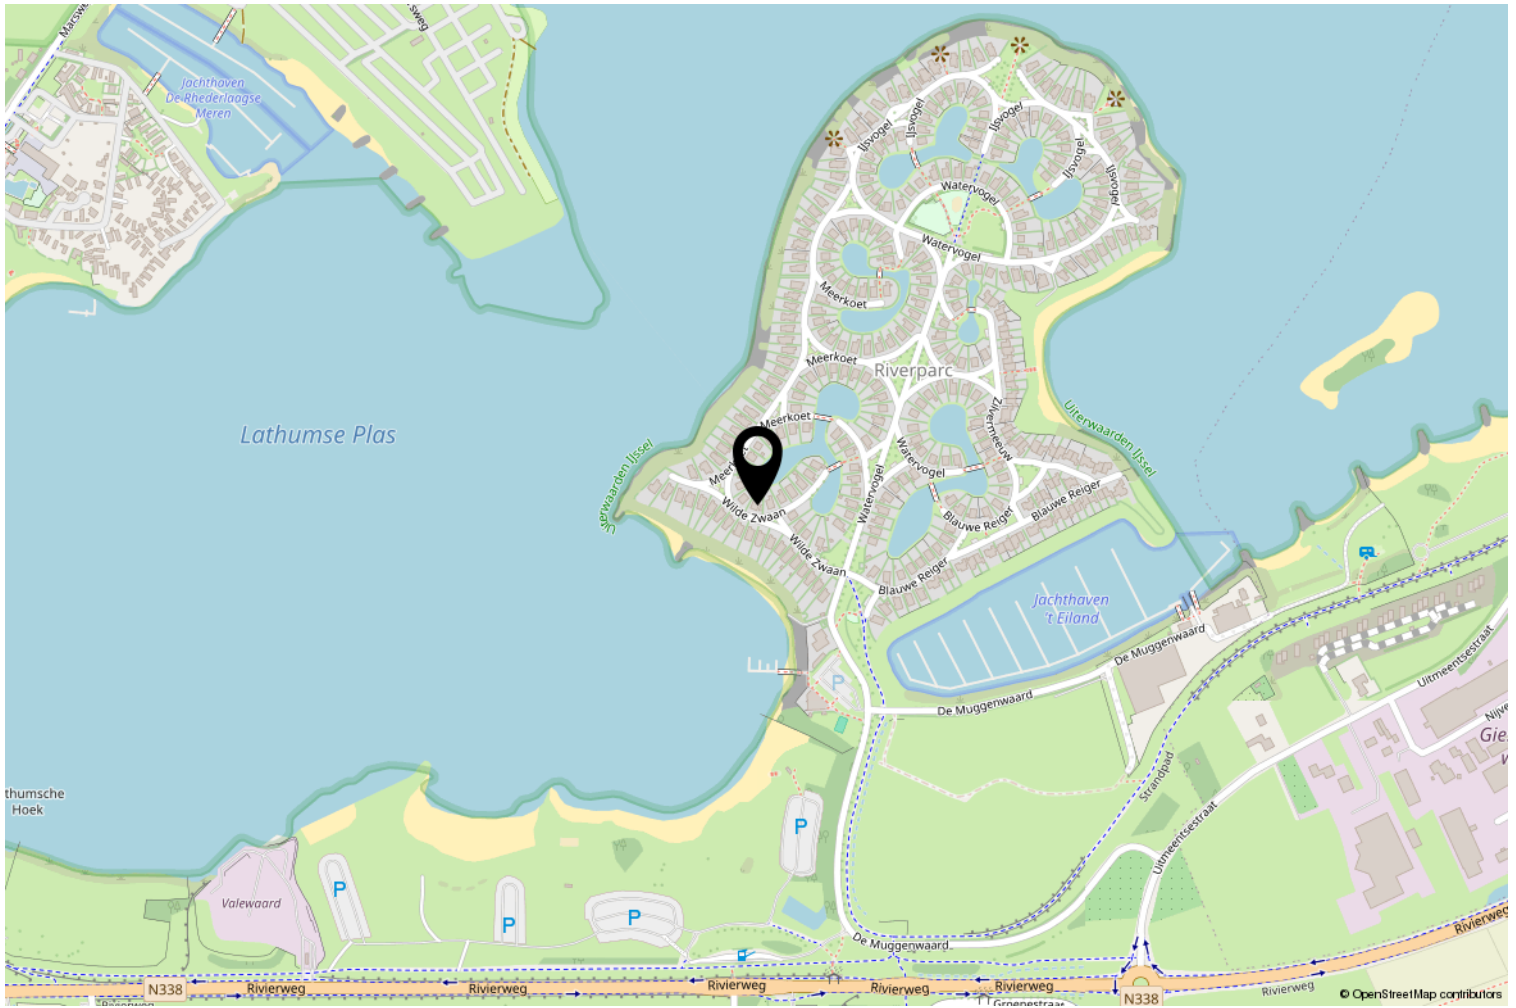 Marsweg
Jachthaven
De Rhederlaagse
Meren
IJsvogel
IJsvogel
IJsvogel
IJsvogel
IJsvogel
Watervogel
Watervogel
Meerkoet
Meerkoet
Riverparc
Meerkoet
Zilvermeeuw
Uiterwaarden IJssel
Lathumse Plas
Uiterwaarden IJssel
Watervogel
Watervogel
Wilde Zwaan
Wilde Zwaan
Blauwe Reiger
Blauwe Reiger
Blauwe Reiger
Jachthaven
't Eiland
De Muggenwaard
De Muggenwaard
Uitmeentsestraat
P
Strandpad
Uitmeentsestraat
thumsche
Hoek
Valewaard
P
P
P
P
De Muggenwaard
N338
Rivierweg
Rivierweg
Rivierweg
Rivierweg
Rivierweg
N338
Rivierweg
Rivierweg
© OpenStreetMap contributors